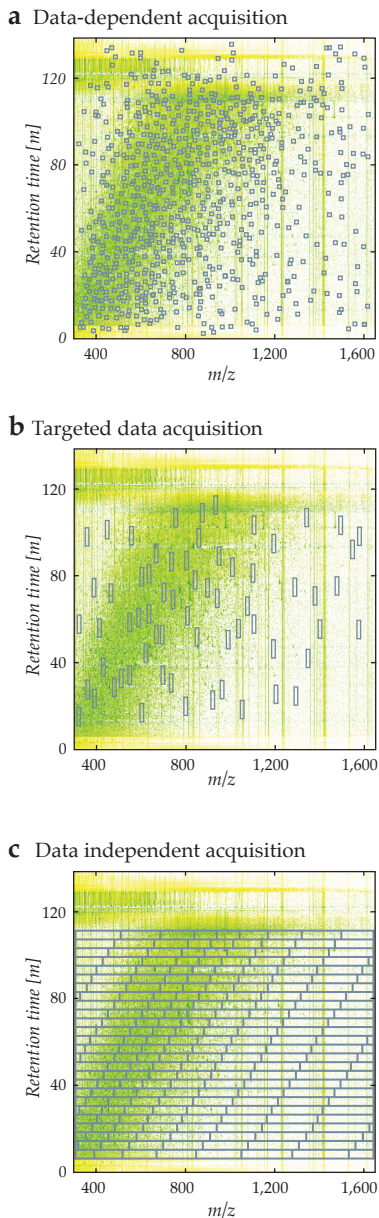 a Data-dependent acquisition
Retention time [m]
120
80
40
0
400 800 1,200 1,600
m/z
b Targeted data acquisition
Retention time [m]
120
80
40
0
400 800 1,200 1,600
m/z
c Data independent acquisition
Retention time [m]
120
80
40
0
400 800 1,200 1,600
m/z